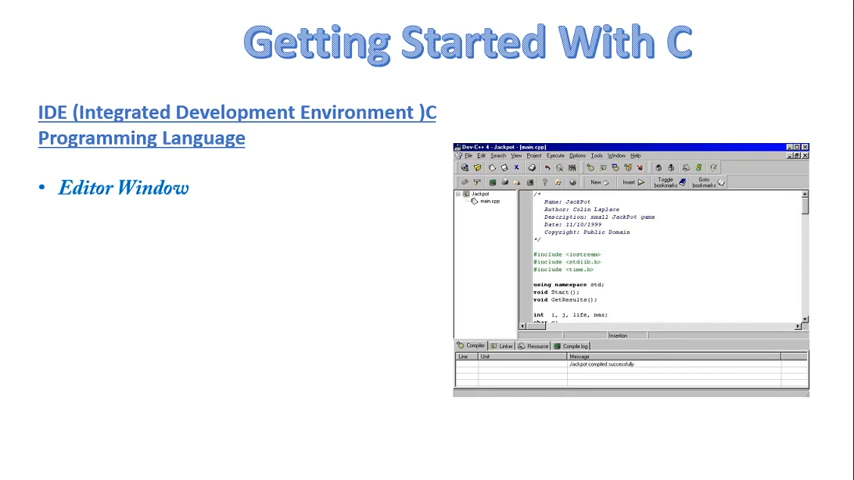 Getting Started With C
IDE (Integrated Development Environment )C
Programming Language
• Editor Window
Dev-C++ 4 - Jackpot - [main.cpp]
File Edit Search View Project Execute Options Tools Window Help
New Insert Toggle bookmarks Goto bookmarks
Jackpot
main.cpp
/*
Name: JackPot
Author: Colin Laplace
Description: small JackPot game
Date: 11/10/1999
Copyright: Public Domain
*/
#include <iostream>
#include <stdlib.h>
#include <time.h>
using namespace std;
void Start();
void GetResults();
int i, j, life, max;
Insertion
Compiler Linker Resource Compile log
Line Unit Message
Jackpot compiled successfully